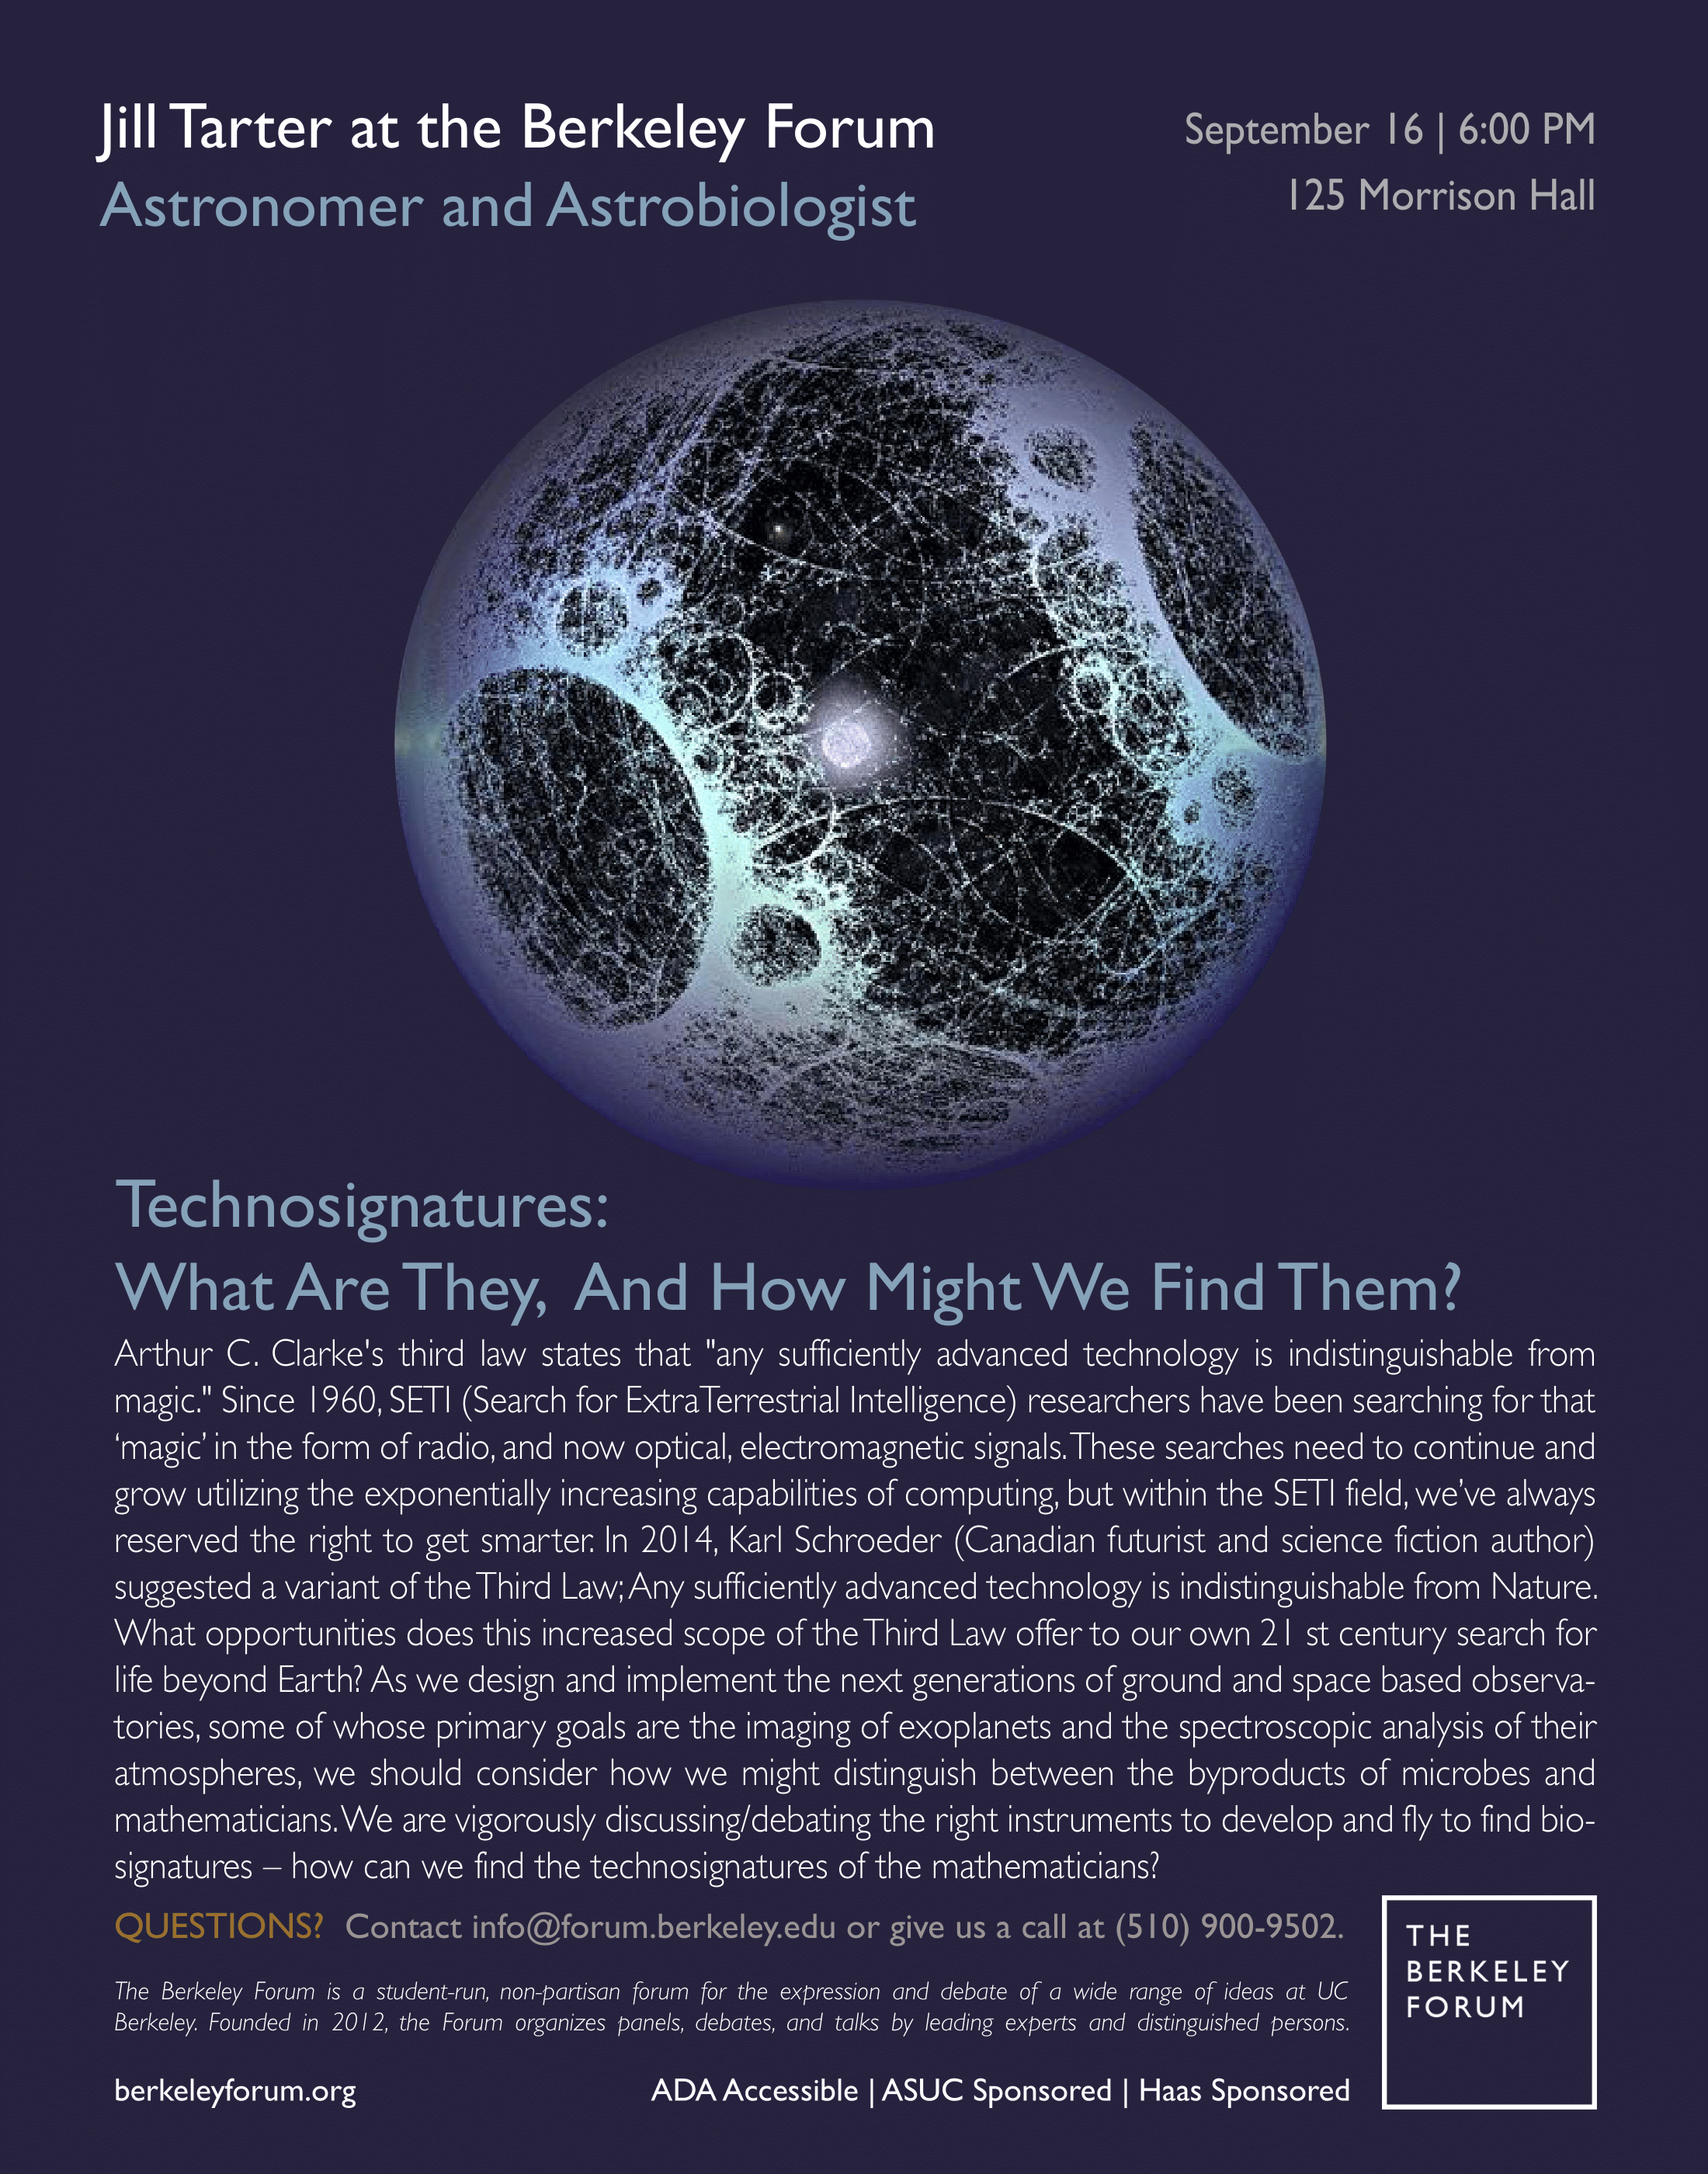 Jill Tarter at the Berkeley Forum
Astronomer and Astrobiologist
September 16 | 6:00 PM
125 Morrison Hall
Technosignatures:
What Are They, And How Might We Find Them?
Arthur C. Clarke's third law states that "any sufficiently advanced technology is indistinguishable from
magic." Since 1960, SETI (Search for ExtraTerrestrial Intelligence) researchers have been searching for that
‘magic’ in the form of radio, and now optical, electromagnetic signals. These searches need to continue and
grow utilizing the exponentially increasing capabilities of computing, but within the SETI field, we’ve always
reserved the right to get smarter. In 2014, Karl Schroeder (Canadian futurist and science fiction author)
suggested a variant of the Third Law; Any sufficiently advanced technology is indistinguishable from Nature.
What opportunities does this increased scope of the Third Law offer to our own 21 st century search for
life beyond Earth? As we design and implement the next generations of ground and space based observa-
tories, some of whose primary goals are the imaging of exoplanets and the spectroscopic analysis of their
atmospheres, we should consider how we might distinguish between the byproducts of microbes and
mathematicians. We are vigorously discussing/debating the right instruments to develop and fly to find bio-
signatures – how can we find the technosignatures of the mathematicians?
QUESTIONS? Contact info@forum.berkeley.edu or give us a call at (510) 900-9502.
The Berkeley Forum is a student-run, non-partisan forum for the expression and debate of a wide range of ideas at UC
Berkeley. Founded in 2012, the Forum organizes panels, debates, and talks by leading experts and distinguished persons.
berkeleyforum.org
ADA Accessible | ASUC Sponsored | Haas Sponsored
THE
BERKELEY
FORUM